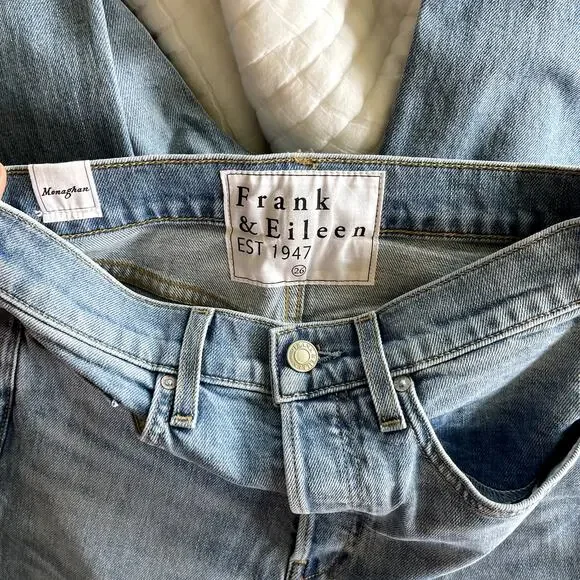 Monaghan
Frank
& Eileen
EST 1947
26